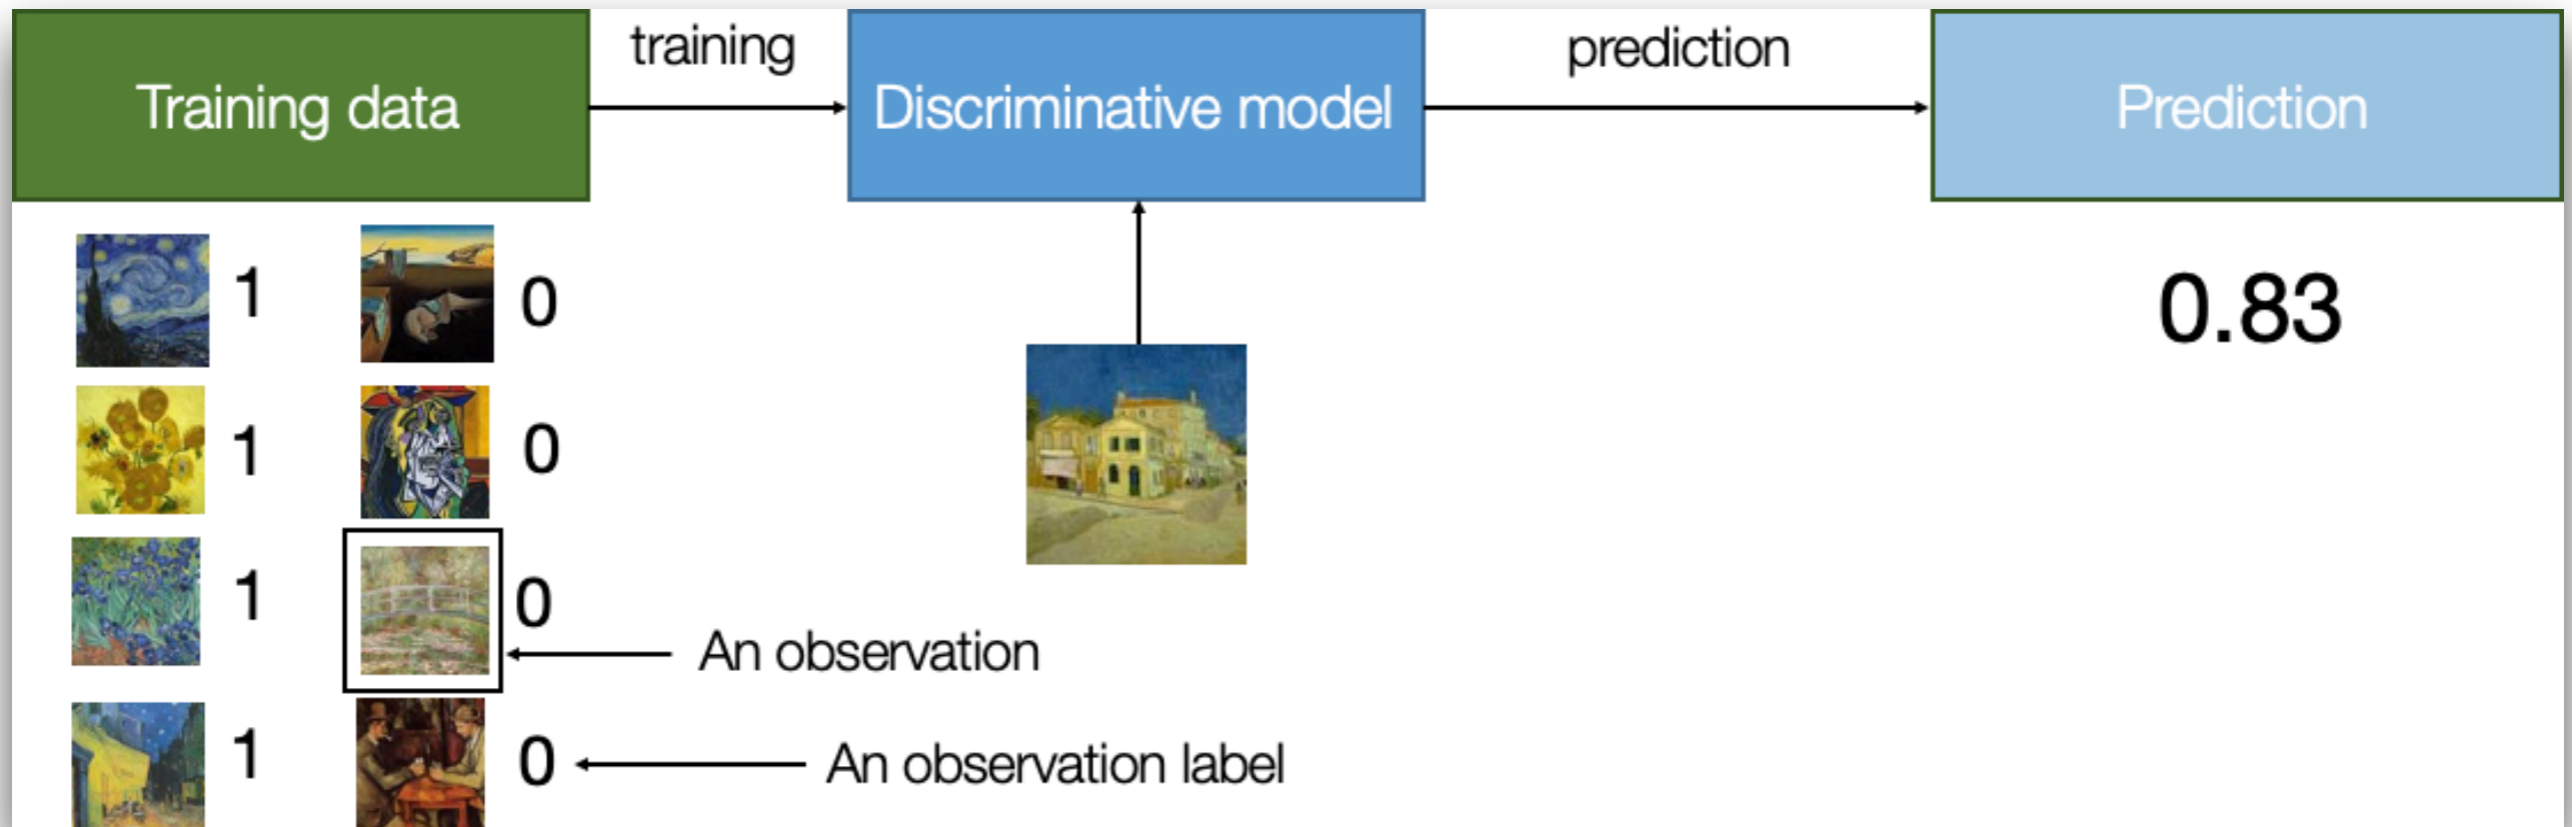 Training data
training
Discriminative model
prediction
Prediction
1
0
0.83
1
0
1
0
An observation
1
0
An observation label